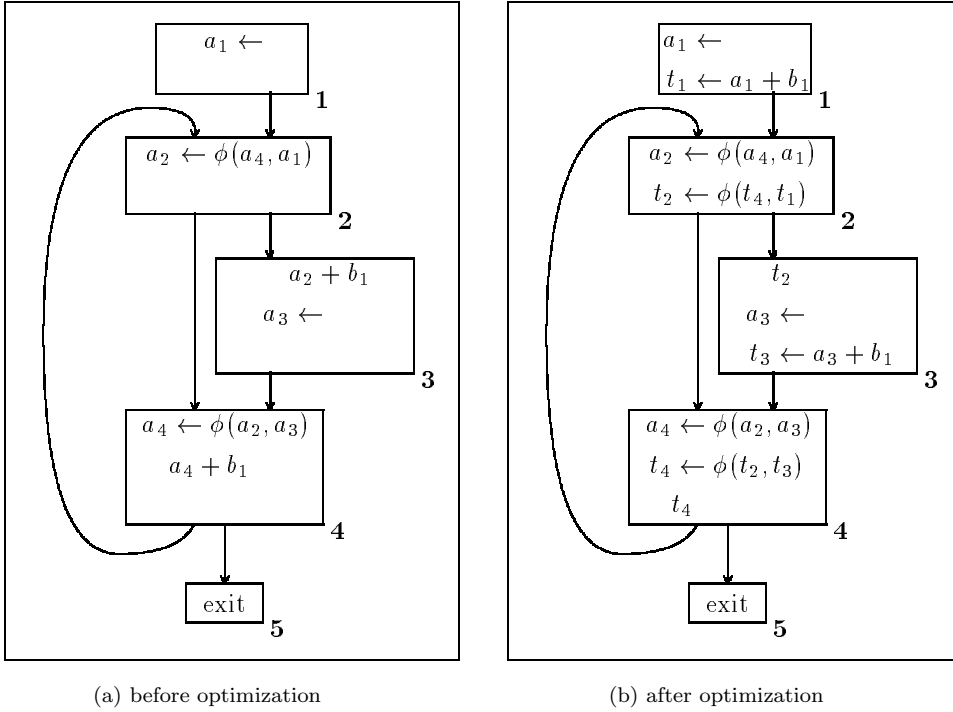 a₁ ←
1
a₂ ← ϕ(a₄, a₁)
2
a₂ + b₁
a₃ ←
3
a₄ ← ϕ(a₂, a₃)
a₄ + b₁
4
exit
5
(a) before optimization
a₁ ←
t₁ ← a₁ + b₁
1
a₂ ← ϕ(a₄, a₁)
t₂ ← ϕ(t₄, t₁)
2
t₂
a₃ ←
t₃ ← a₃ + b₁
3
a₄ ← ϕ(a₂, a₃)
t₄ ← ϕ(t₂, t₃)
t₄
4
exit
5
(b) after optimization